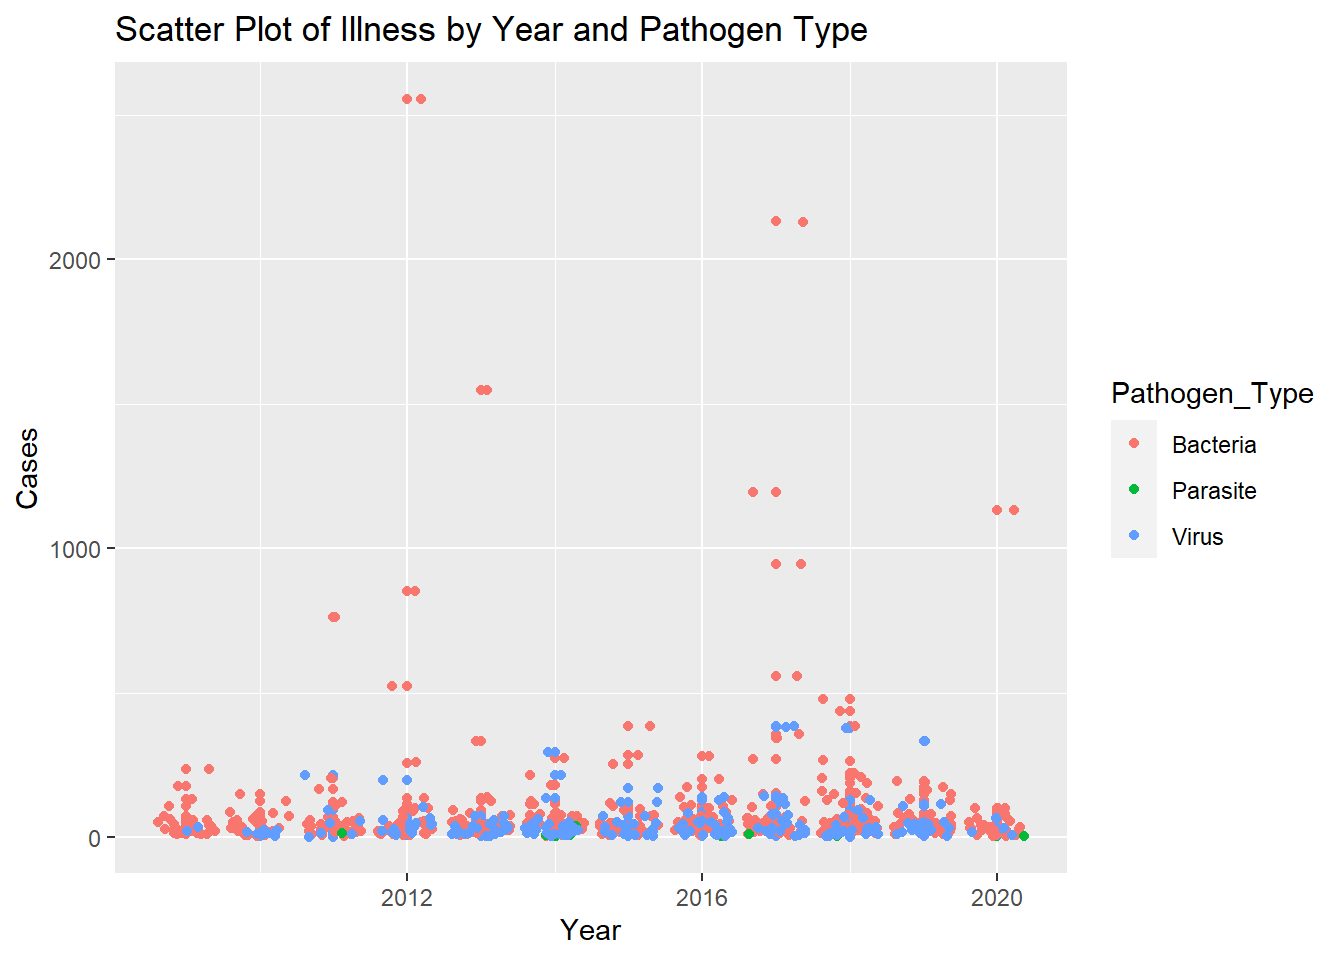 Scatter Plot of Illness by Year and Pathogen Type
2000
1000
0
Cases
2012
2016
2020
Year
Pathogen_Type
Bacteria
Parasite
Virus